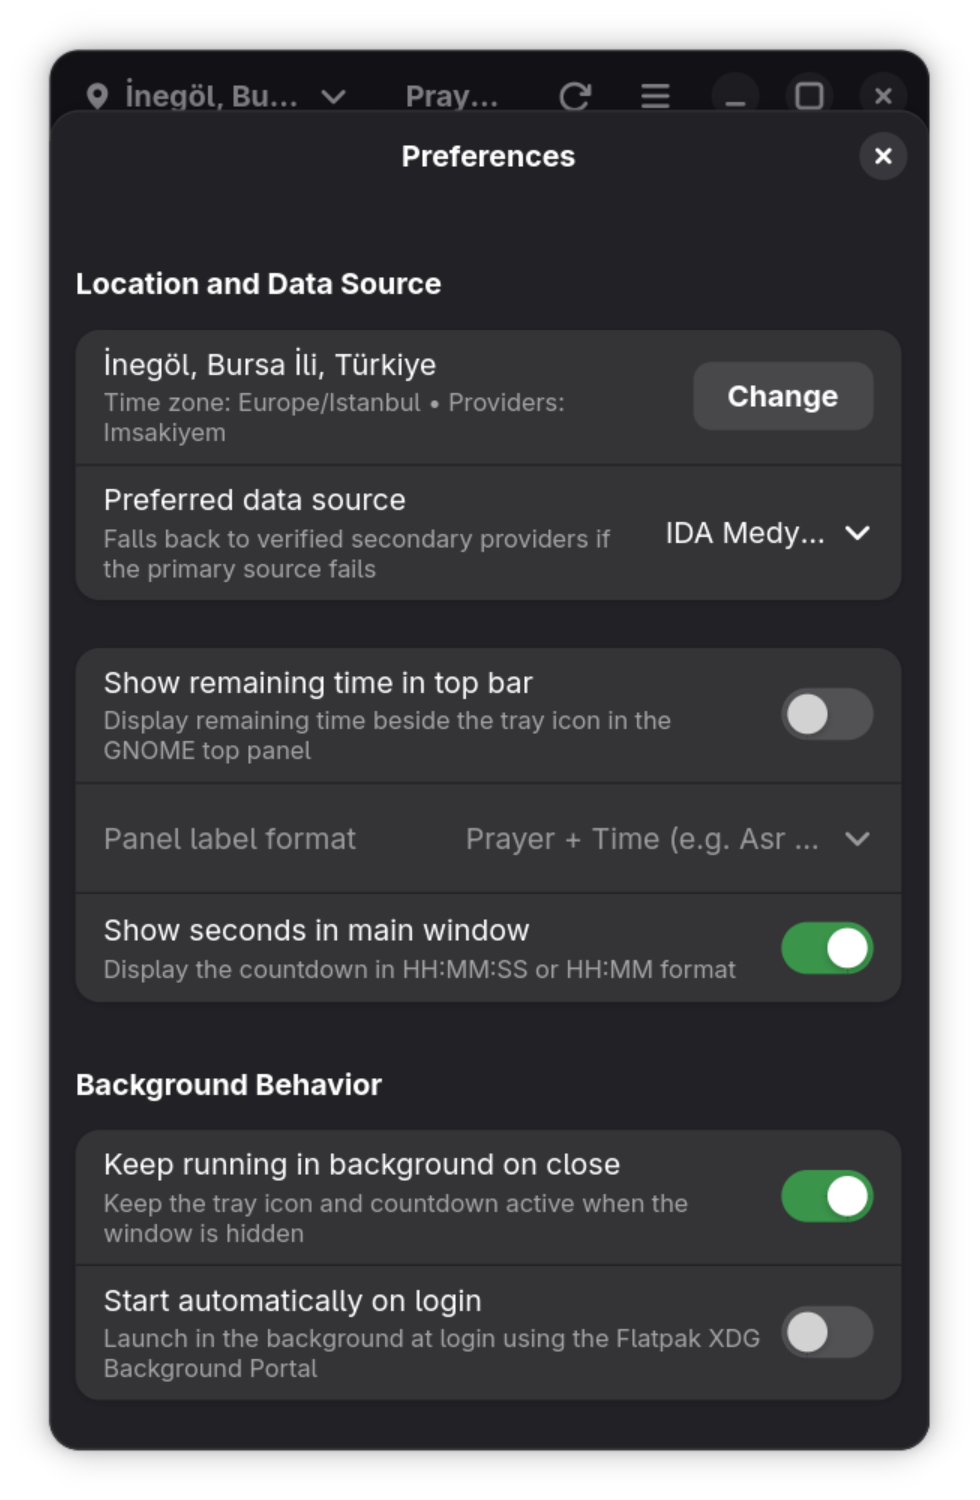 İnegöl, Bu...
Pray...
Preferences
Location and Data Source
İnegöl, Bursa İli, Türkiye
Time zone: Europe/Istanbul • Providers:
Imsakiyem
Change
Preferred data source
Falls back to verified secondary providers if
the primary source fails
IDA Medy...
Show remaining time in top bar
Display remaining time beside the tray icon in the
GNOME top panel
Panel label format
Prayer + Time (e.g. Asr ...
Show seconds in main window
Display the countdown in HH:MM:SS or HH:MM format
Background Behavior
Keep running in background on close
Keep the tray icon and countdown active when the
window is hidden
Start automatically on login
Launch in the background at login using the Flatpak XDG
Background Portal